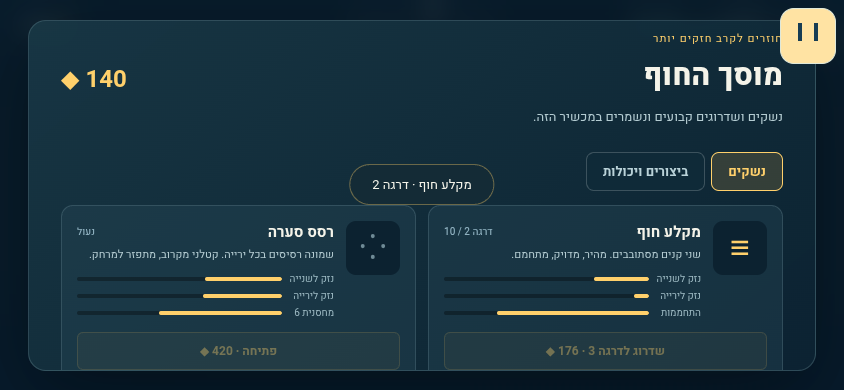 חוזרים לקרב חזקים יותר
מוסך החוף
140
נשקים ושדרוגים קבועים ונשמרים במכשיר הזה.
נשקים
ביצורים ויכולות
מקלע חוף · דרגה 2
מקלע חוף
דרגה 2 / 10
שני קנים מסתובבים. מהיר, מדויק, מתחמם.
נזק לשנייה
נזק לירייה
התחממות
שדרוג לדרגה 3 · 176 ◆
רסס סערה
נעול
שמונה רסיסים בכל ירייה. קטלני מקרוב, מתפזר למרחק.
נזק לשנייה
נזק לירייה
מחסנית 6
פתיחה · 420 ◆